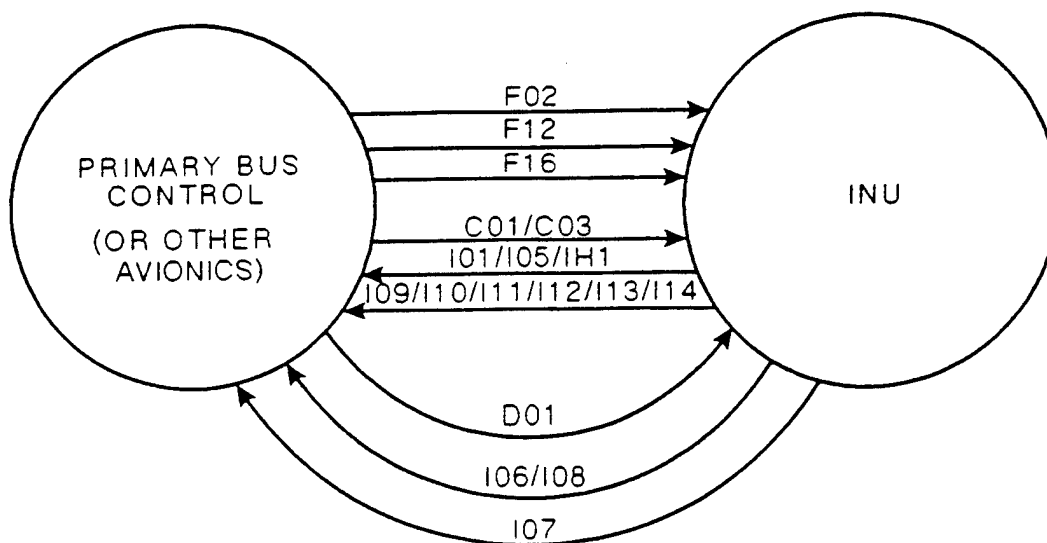 F02
F12
F16
PRIMARY BUS
CONTROL
(OR OTHER
AVIONICS)
INU
C01/C03
I01/I05/IH1
I09/I10/I11/I12/I13/I14
D01
I06/I08
I07